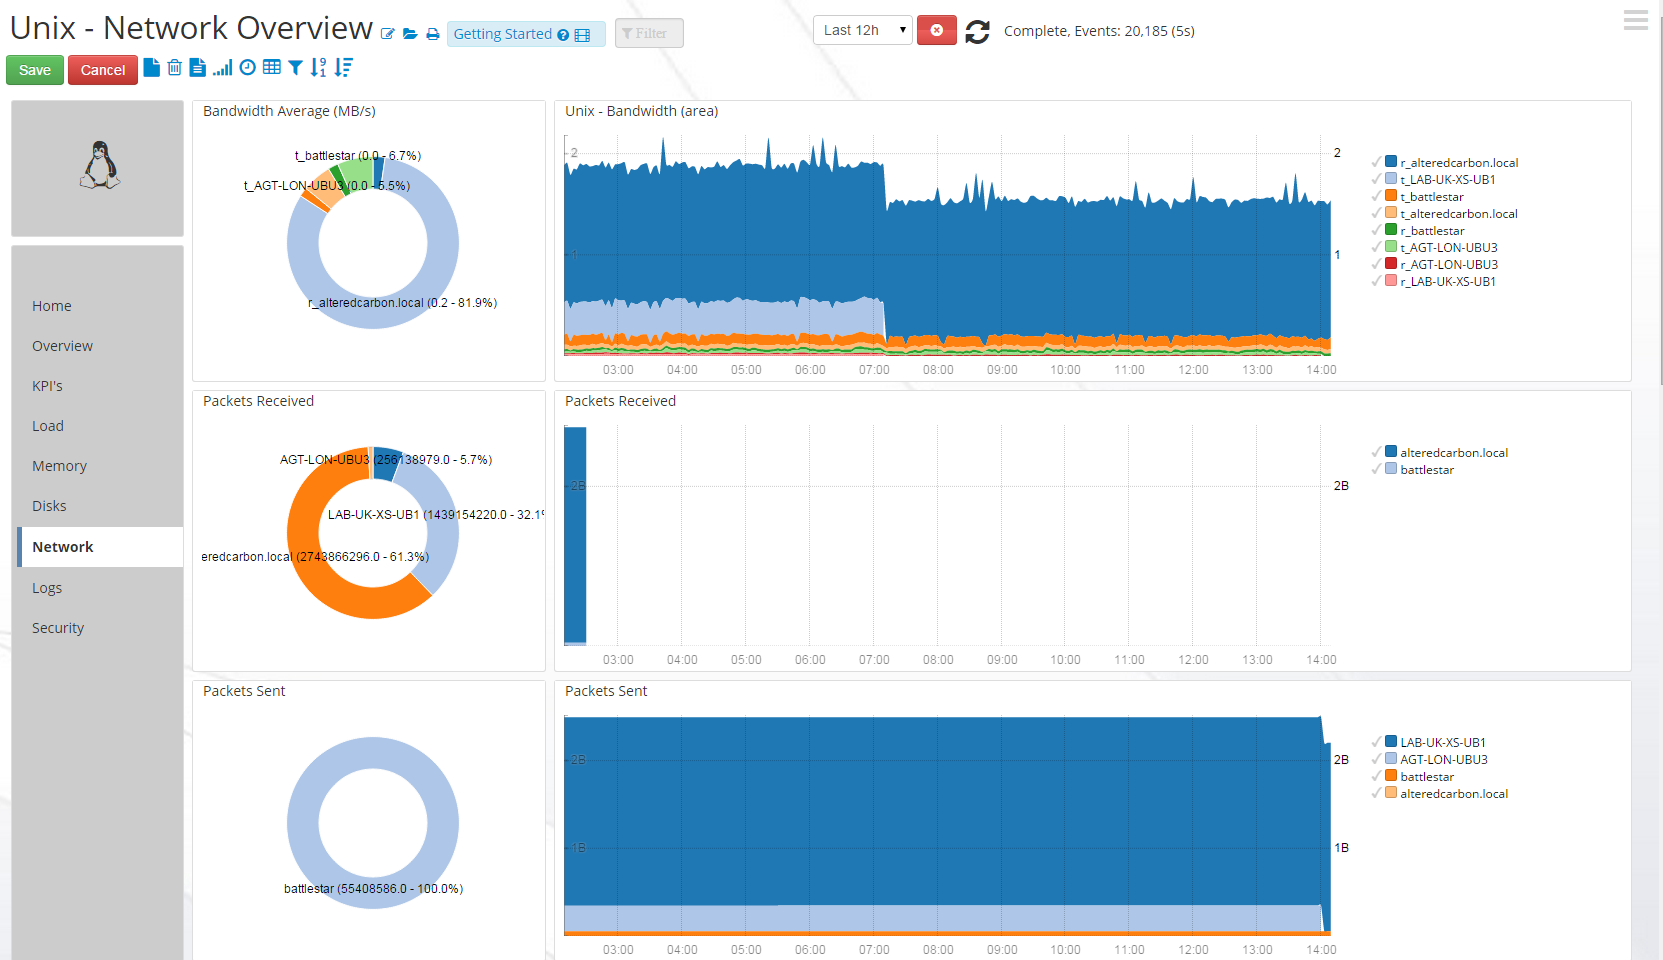 Unix - Network Overview
Getting Started
Filter
Last 12h
Complete, Events: 20,185 (5s)
Save
Cancel
Home
Overview
KPI's
Load
Memory
Disks
Network
Logs
Security
Bandwidth Average (MB/s)
t_battlestar (0.0 - 6.7%)
t_AGT-LON-UBU3 (0.0 - 5.5%)
r_alteredcarbon.local (0.2 - 81.9%)
Unix - Bandwidth (area)
2
2
1
1
03:00 04:00 05:00 06:00 07:00 08:00 09:00 10:00 11:00 12:00 13:00 14:00
r_alteredcarbon.local
t_LAB-UK-XS-UB1
t_battlestar
t_alteredcarbon.local
r_battlestar
t_AGT-LON-UBU3
r_AGT-LON-UBU3
r_LAB-UK-XS-UB1
Packets Received
AGT-LON-UBU3 (256138979.0 - 5.7%)
LAB-UK-XS-UB1 (1439154220.0 - 32.1%
eredcarbon.local (2743866296.0 - 61.3%)
Packets Received
2B
2B
03:00 04:00 05:00 06:00 07:00 08:00 09:00 10:00 11:00 12:00 13:00 14:00
alteredcarbon.local
battlestar
Packets Sent
battlestar (55408586.0 - 100.0%)
Packets Sent
2B
2B
1B
1B
03:00 04:00 05:00 06:00 07:00 08:00 09:00 10:00 11:00 12:00 13:00 14:00
LAB-UK-XS-UB1
AGT-LON-UBU3
battlestar
alteredcarbon.local